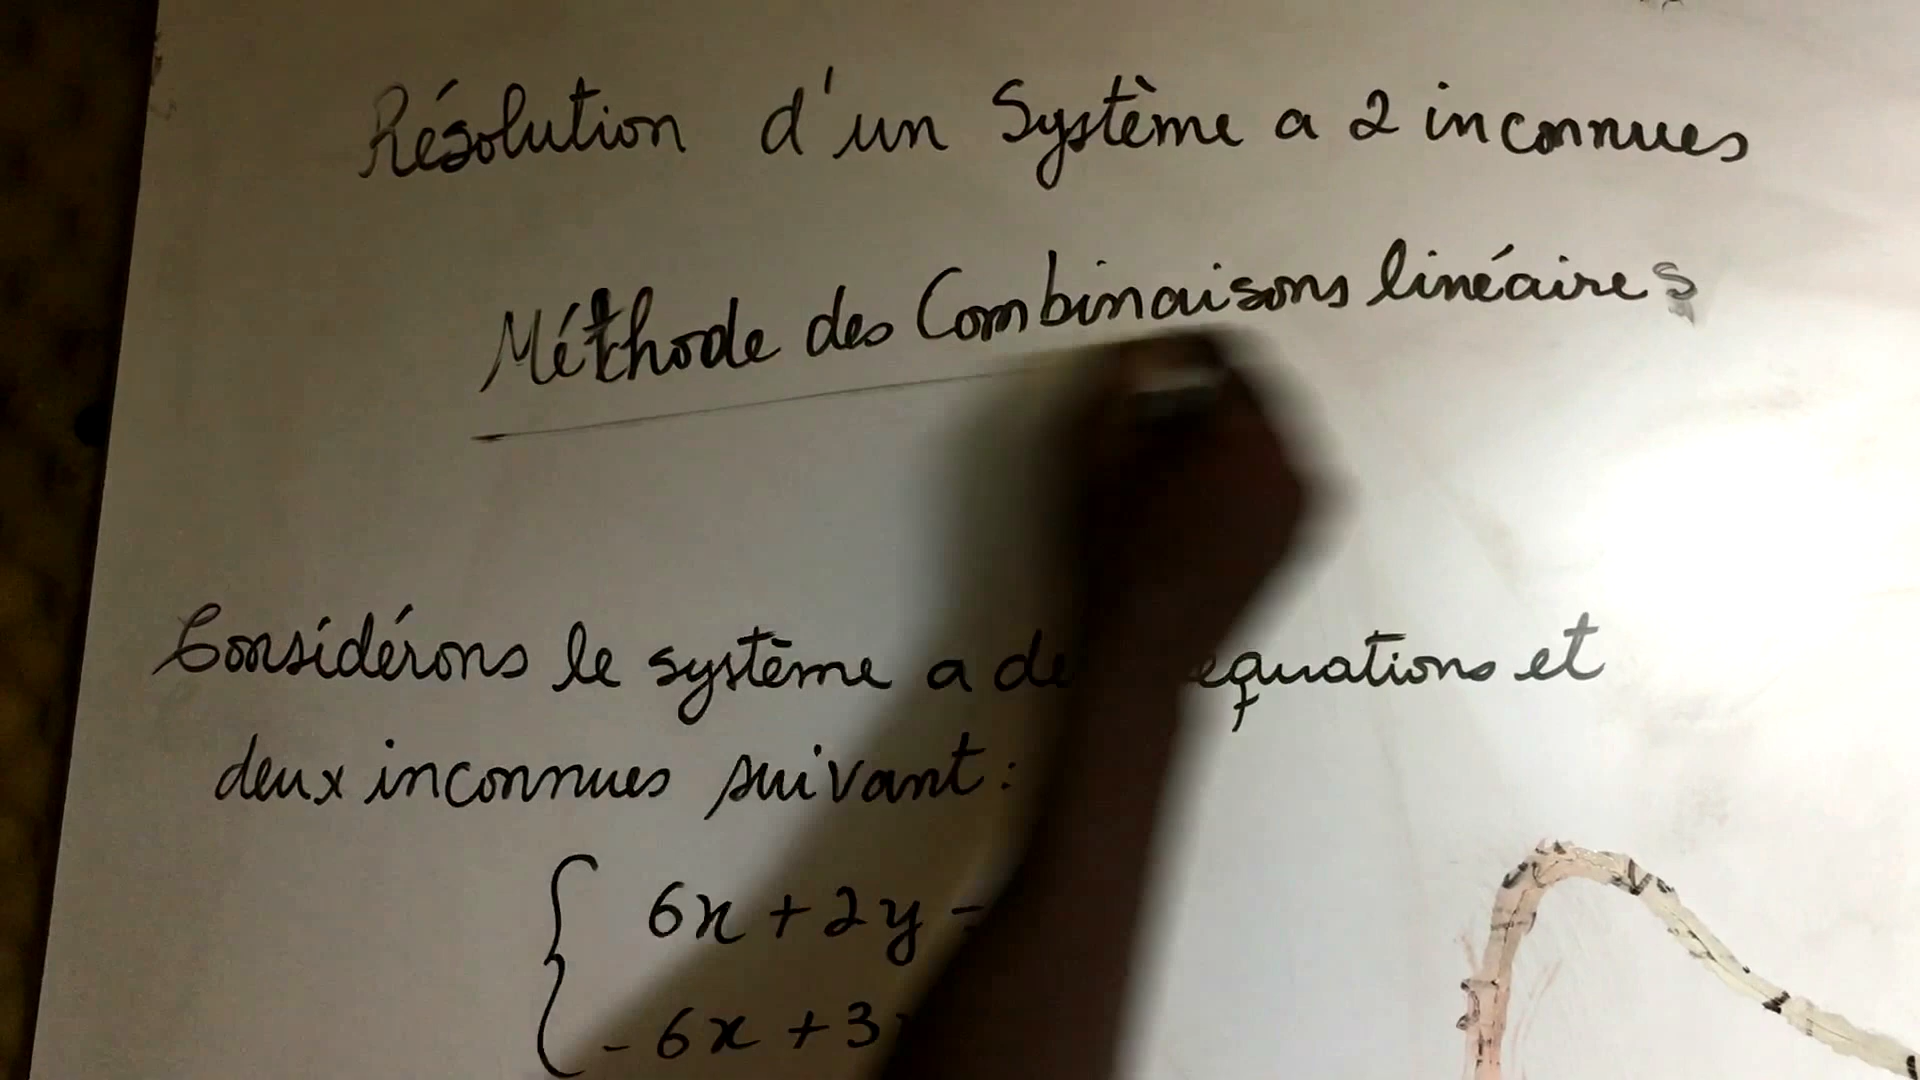 Résolution d'un Système a 2 inconnues
Méthode des Combinaisons linéaires
Considérons le système a équations et
deux inconnues suivant :
6x + 2y =
- 6x + 3